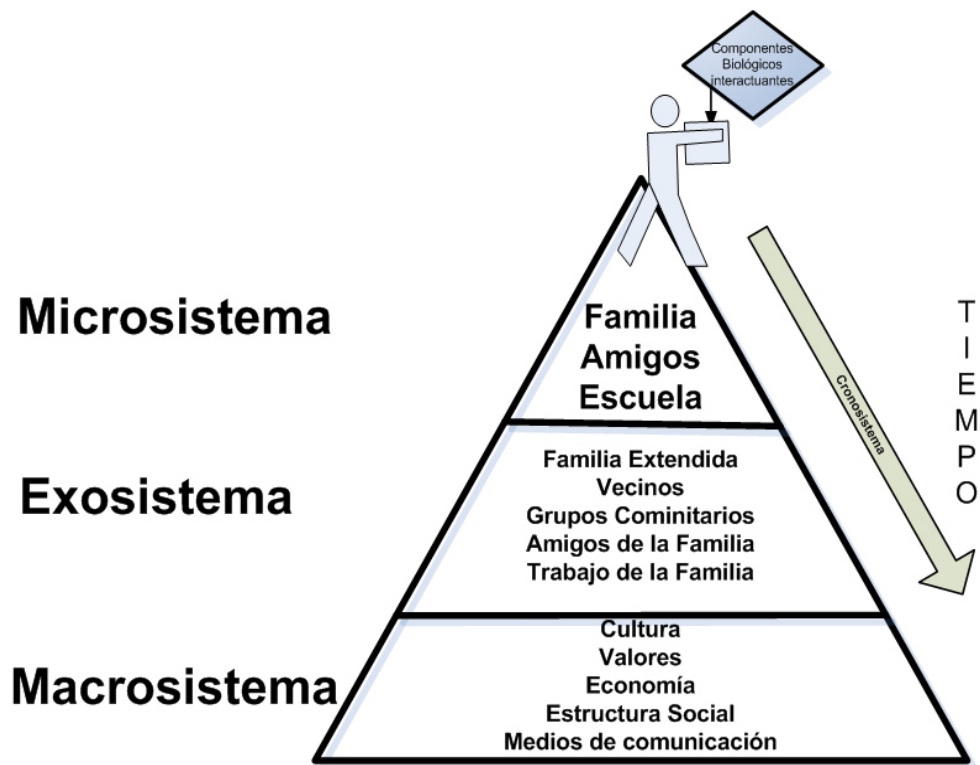 Componentes
Biológicos
interactuantes
Microsistema
Familia
Amigos
Escuela
Cronosistema
TIEMPO
Exosistema
Familia Extendida
Vecinos
Grupos Cominitarios
Amigos de la Familia
Trabajo de la Familia
Macrosistema
Cultura
Valores
Economía
Estructura Social
Medios de comunicación